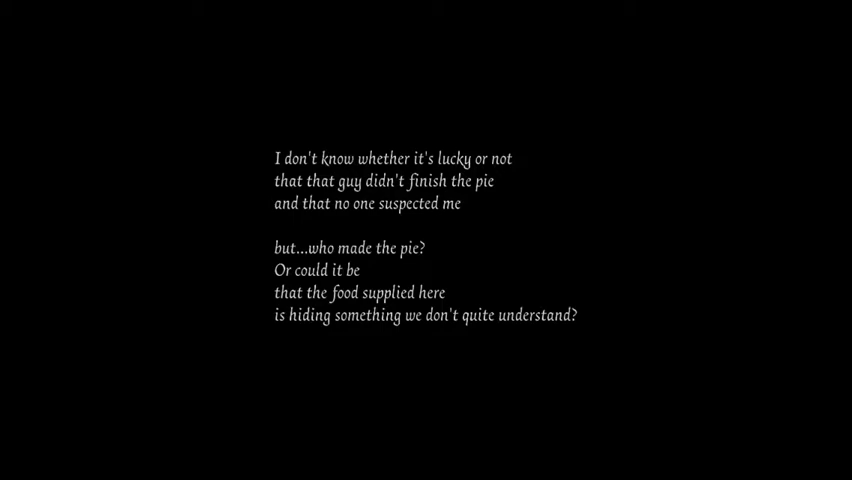 I don't know whether it's lucky or not
that that guy didn't finish the pie
and that no one suspected me
but...who made the pie?
Or could it be
that the food supplied here
is hiding something we don't quite understand?